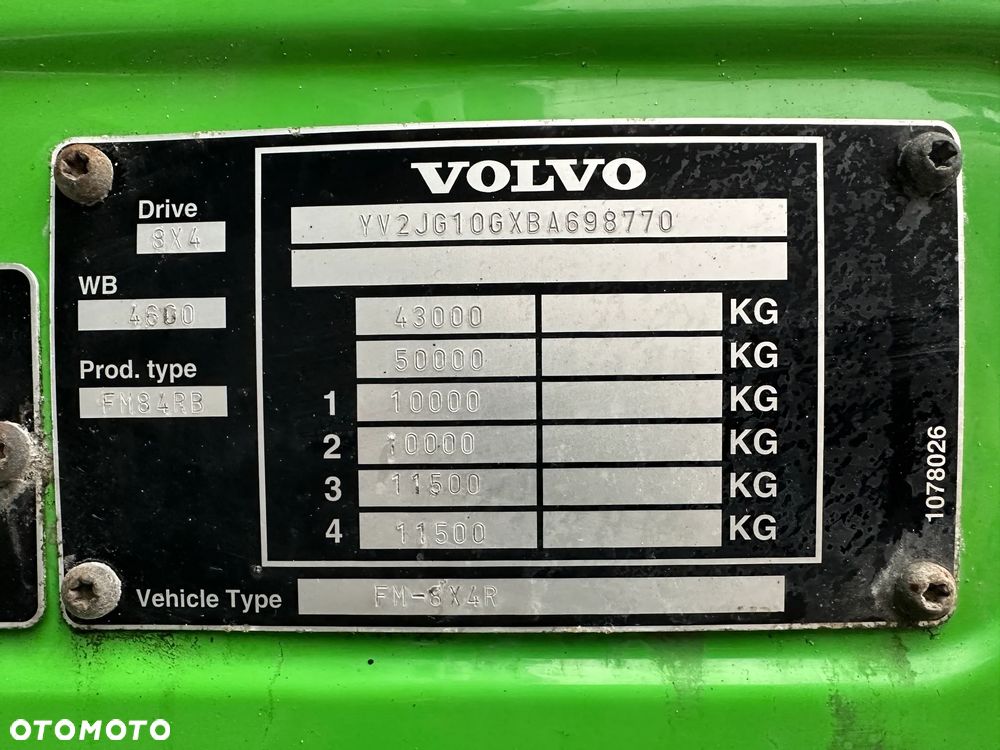 VOLVO
Drive
8X4
YV2JG10GXBA698770
WB
4600
43000 KG
50000 KG
Prod. type
FM84RB
1 10000 KG
2 10000 KG
3 11500 KG
4 11500 KG
1078026
Vehicle Type FM-8X4R
OTOMOTO